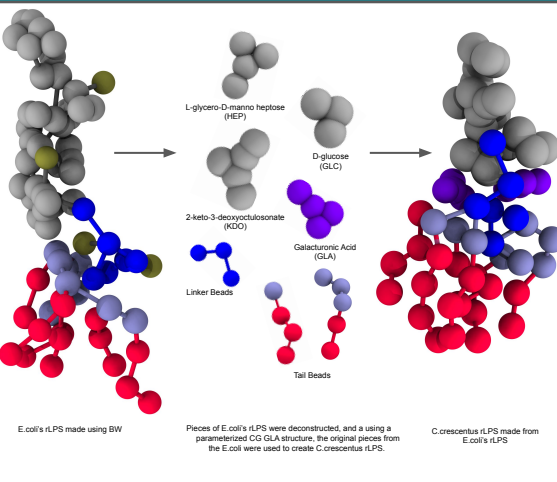 L-glycero-D-manno heptose
(HEP)
D-glucose
(GLC)
2-keto-3-deoxyoctulosonate
(KDO)
Galacturonic Acid
(GLA)
Linker Beads
Tail Beads
E.coli's rLPS made using BW
Pieces of E.coli's rLPS were deconstructed, and a using a
parameterized CG GLA structure, the original pieces from
the E.coli were used to create C.crescentus rLPS.
C.crescentus rLPS made from
E.coli's rLPS